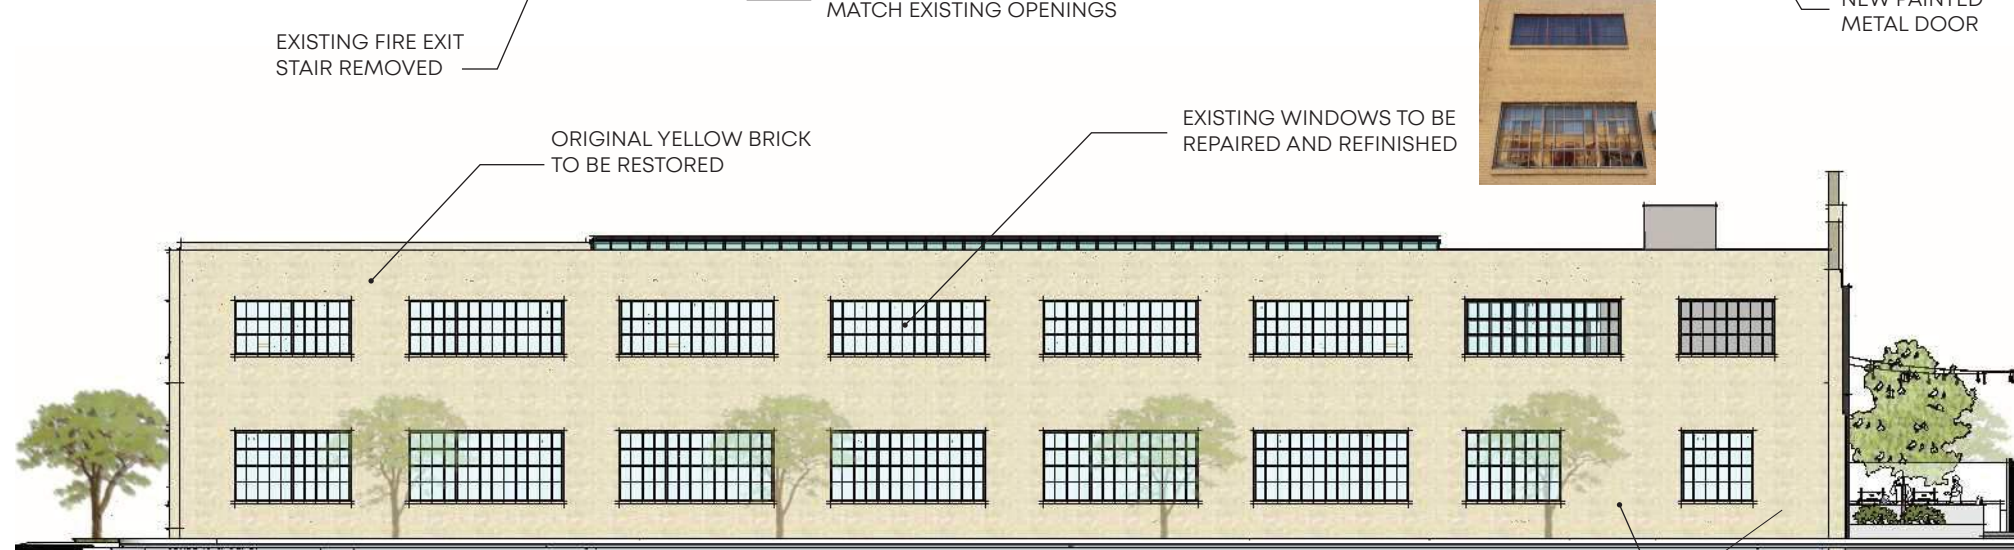 MATCH EXISTING OPENINGS
NEW PAINTED
METAL DOOR
EXISTING FIRE EXIT
STAIR REMOVED
EXISTING WINDOWS TO BE
REPAIRED AND REFINISHED
ORIGINAL YELLOW BRICK
TO BE RESTORED